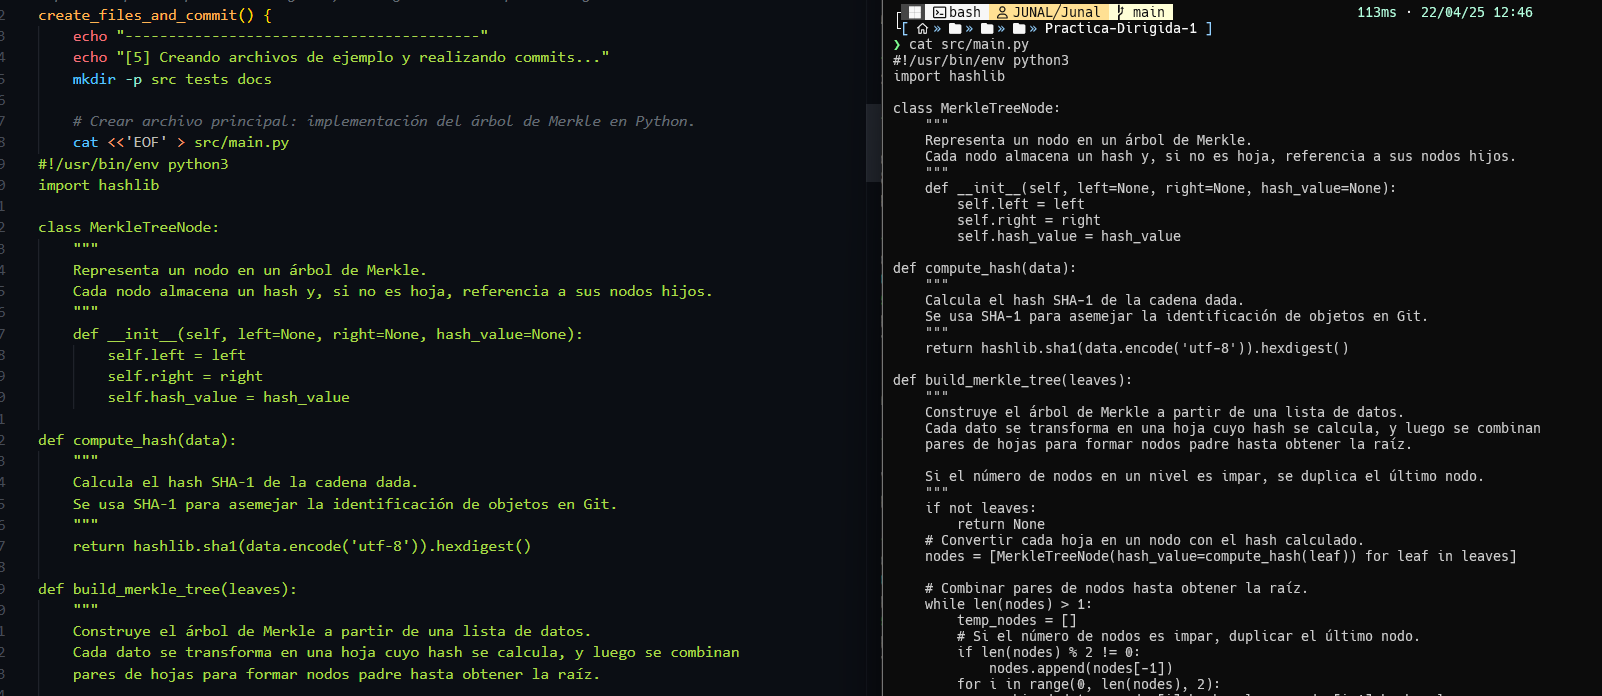 create_files_and_commit() {
    echo "-----------------------------------------"
    echo "[5] Creando archivos de ejemplo y realizando commits..."
    mkdir -p src tests docs

    # Crear archivo principal: implementación del árbol de Merkle en Python.
    cat <<'EOF' > src/main.py
#!/usr/bin/env python3
import hashlib

class MerkleTreeNode:
    """
    Representa un nodo en un árbol de Merkle.
    Cada nodo almacena un hash y, si no es hoja, referencia a sus nodos hijos.
    """
    def __init__(self, left=None, right=None, hash_value=None):
        self.left = left
        self.right = right
        self.hash_value = hash_value

def compute_hash(data):
    """
    Calcula el hash SHA-1 de la cadena dada.
    Se usa SHA-1 para asemejar la identificación de objetos en Git.
    """
    return hashlib.sha1(data.encode('utf-8')).hexdigest()

def build_merkle_tree(leaves):
    """
    Construye el árbol de Merkle a partir de una lista de datos.
    Cada dato se transforma en una hoja cuyo hash se calcula, y luego se combinan
    pares de hojas para formar nodos padre hasta obtener la raíz.
bash JUNAL/Junal main 113ms · 22/04/25 12:46
[ » » » » Practica-Dirigida-1 ]
❯ cat src/main.py
#!/usr/bin/env python3
import hashlib

class MerkleTreeNode:
    """
    Representa un nodo en un árbol de Merkle.
    Cada nodo almacena un hash y, si no es hoja, referencia a sus nodos hijos.
    """
    def __init__(self, left=None, right=None, hash_value=None):
        self.left = left
        self.right = right
        self.hash_value = hash_value

def compute_hash(data):
    """
    Calcula el hash SHA-1 de la cadena dada.
    Se usa SHA-1 para asemejar la identificación de objetos en Git.
    """
    return hashlib.sha1(data.encode('utf-8')).hexdigest()

def build_merkle_tree(leaves):
    """
    Construye el árbol de Merkle a partir de una lista de datos.
    Cada dato se transforma en una hoja cuyo hash se calcula, y luego se combinan
    pares de hojas para formar nodos padre hasta obtener la raíz.

    Si el número de nodos en un nivel es impar, se duplica el último nodo.
    """
    if not leaves:
        return None
    # Convertir cada hoja en un nodo con el hash calculado.
    nodes = [MerkleTreeNode(hash_value=compute_hash(leaf)) for leaf in leaves]

    # Combinar pares de nodos hasta obtener la raíz.
    while len(nodes) > 1:
        temp_nodes = []
        # Si el número de nodos es impar, duplicar el último nodo.
        if len(nodes) % 2 != 0:
            nodes.append(nodes[-1])
        for i in range(0, len(nodes), 2):